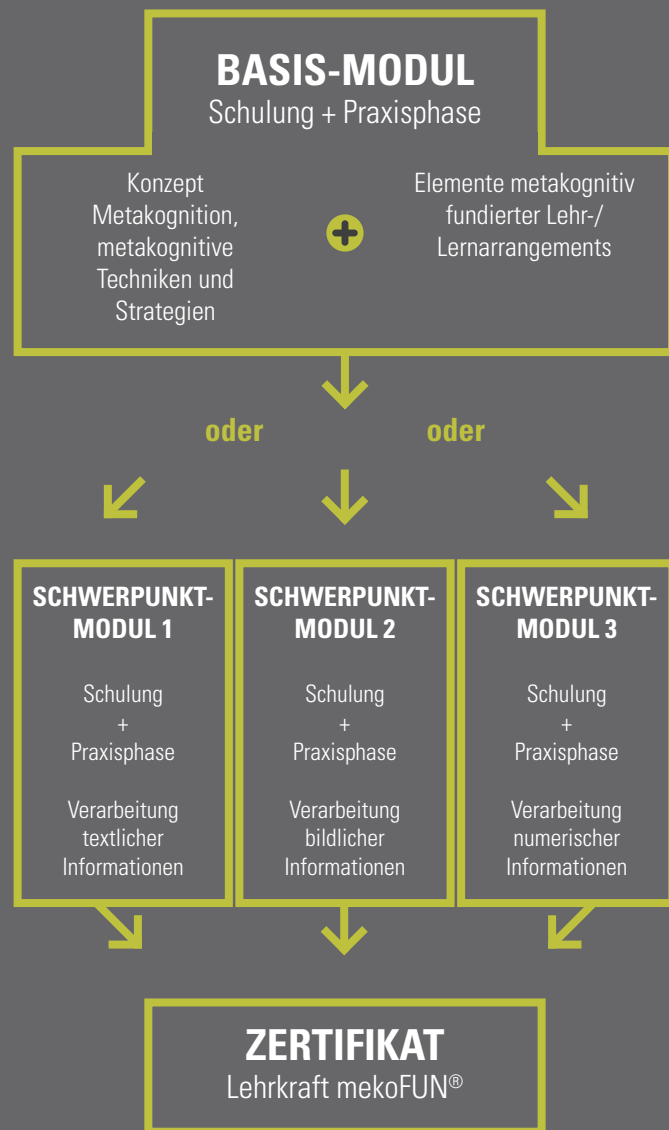 BASIS-MODUL
Schulung + Praxisphase
Konzept
Metakognition,
metakognitive
Techniken und
Strategien
+
Elemente metakognitiv
fundierter Lehr-/
Lernarrangements
oder
oder
SCHWERPUNKT-
MODUL 1
Schulung
+
Praxisphase
Verarbeitung
textlicher
Informationen
SCHWERPUNKT-
MODUL 2
Schulung
+
Praxisphase
Verarbeitung
bildlicher
Informationen
SCHWERPUNKT-
MODUL 3
Schulung
+
Praxisphase
Verarbeitung
numerischer
Informationen
ZERTIFIKAT
Lehrkraft mekoFUN®